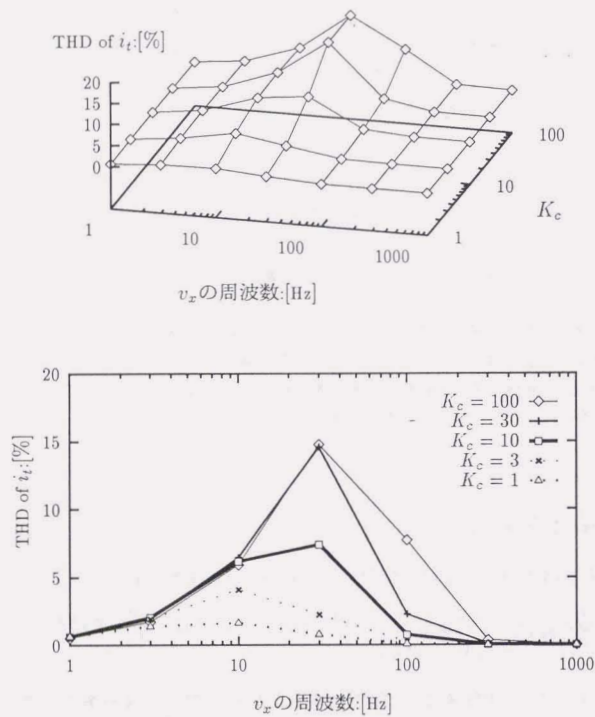 THD of i_t:[%]
20
15
10
5
0
1
10
100
1000
1
10
100
K_c
v_xの周波数:[Hz]
20
15
10
5
0
THD of i_t:[%]
K_c = 100
K_c = 30
K_c = 10
K_c = 3
K_c = 1
1
10
100
1000
v_xの周波数:[Hz]